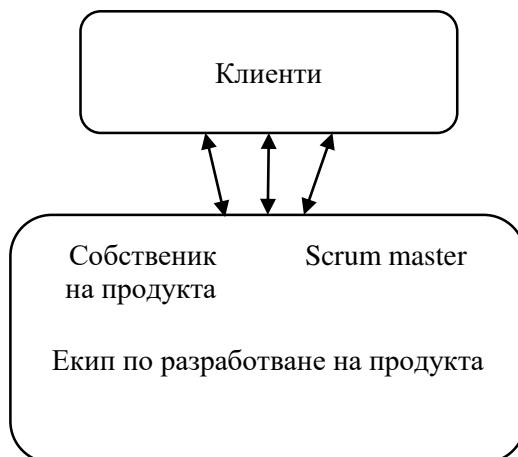 Клиенти
Собственик
на продукта
Scrum master
Екип по разработване на продукта